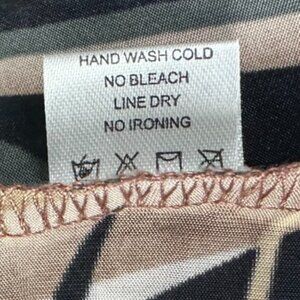 HAND WASH COLD
NO BLEACH
LINE DRY
NO IRONING